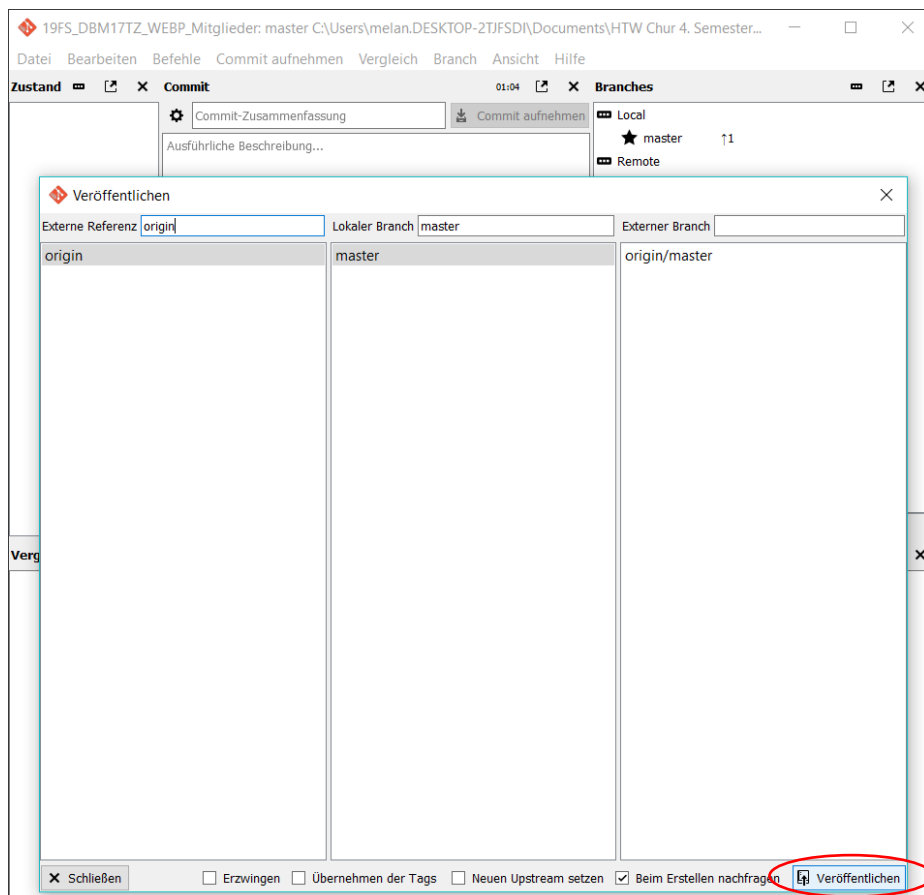 19FS_DBM17TZ_WEBP_Mitglieder: master C:\Users\melan.DESKTOP-2TJFSDI\Documents\HTW Chur 4. Semester...
Datei Bearbeiten Befehle Commit aufnehmen Vergleich Branch Ansicht Hilfe
Zustand Commit 01:04 Branches
Commit-Zusammenfassung Commit aufnehmen Local
Ausführliche Beschreibung... master ↑1
Remote
Veröffentlichen
Externe Referenz origin Lokaler Branch master Externer Branch
origin master origin/master
Verg
Schließen Erzwingen Übernehmen der Tags Neuen Upstream setzen Beim Erstellen nachfragen Veröffentlichen